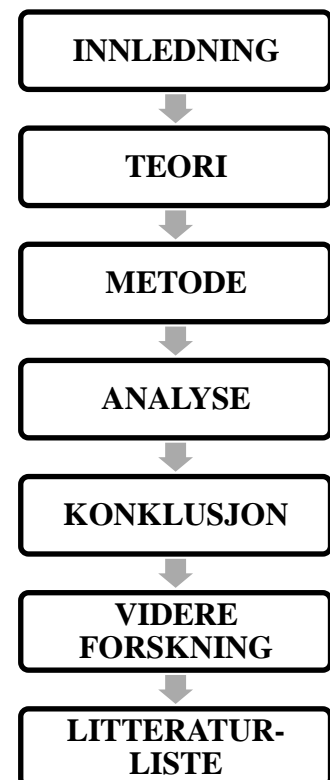 INNLEDNING
TEORI
METODE
ANALYSE
KONKLUSJON
VIDERE
FORSKNING
LITTERATUR-
LISTE